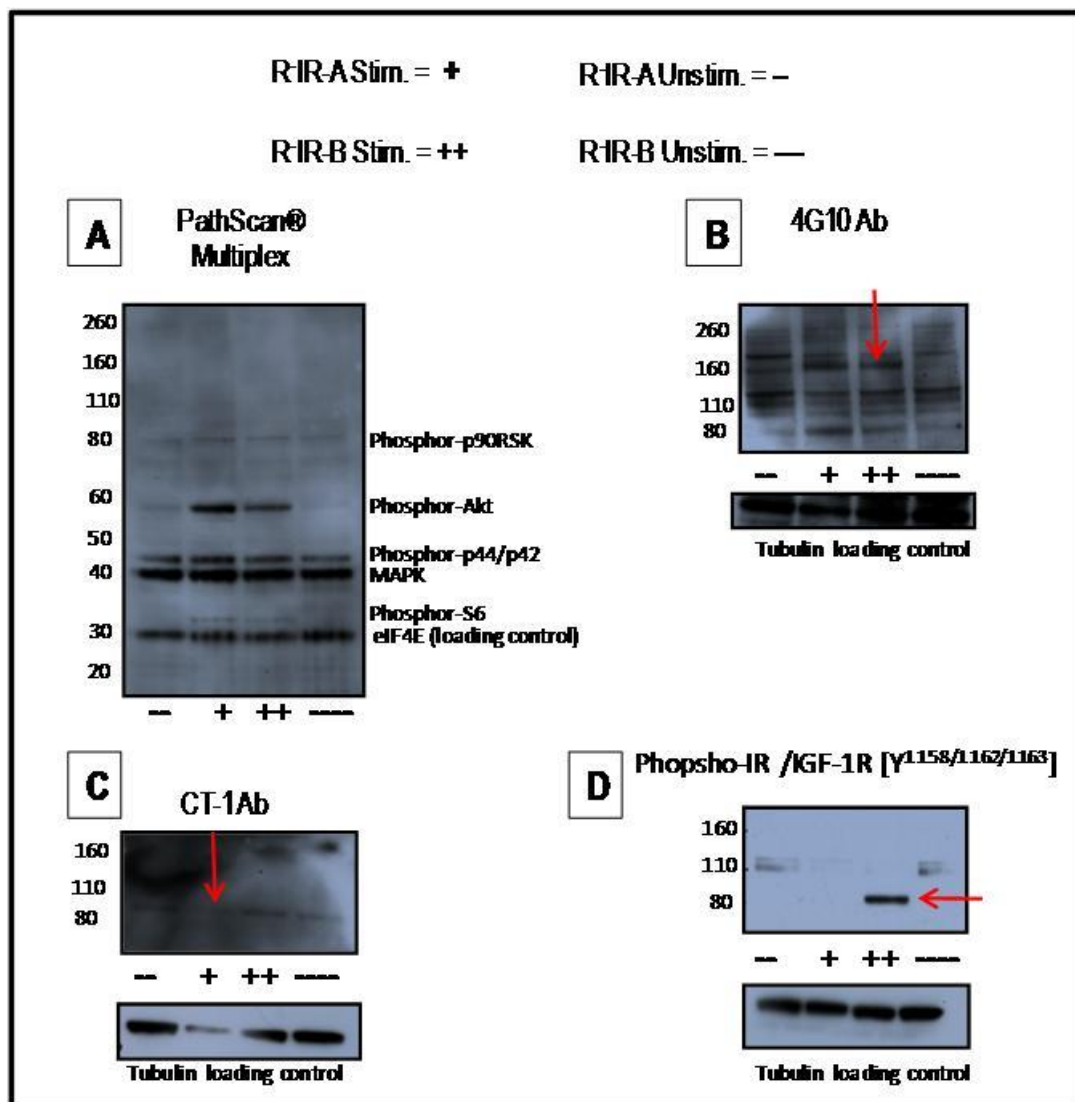 R⁻IR-A Stim. = +
R⁻IR-A Unstim. = –
R⁻IR-B Stim. = ++
R⁻IR-B Unstim. = —
A
PathScan®
Multiplex
260
160
110
80
60
50
40
30
20
Phosphor-p90RSK
Phosphor-Akt
Phosphor-p44/p42
MAPK
Phosphor-S6
eIF4E (loading control)
-- + ++ ----
B
4G10 Ab
260
160
110
80
-- + ++ ----
Tubulin loading control
C
CT-1Ab
160
110
80
-- + ++ ----
Tubulin loading control
D
Phopsho-IR /IGF-1R [Y1158/1162/1163]
160
110
80
-- + ++ ----
Tubulin loading control